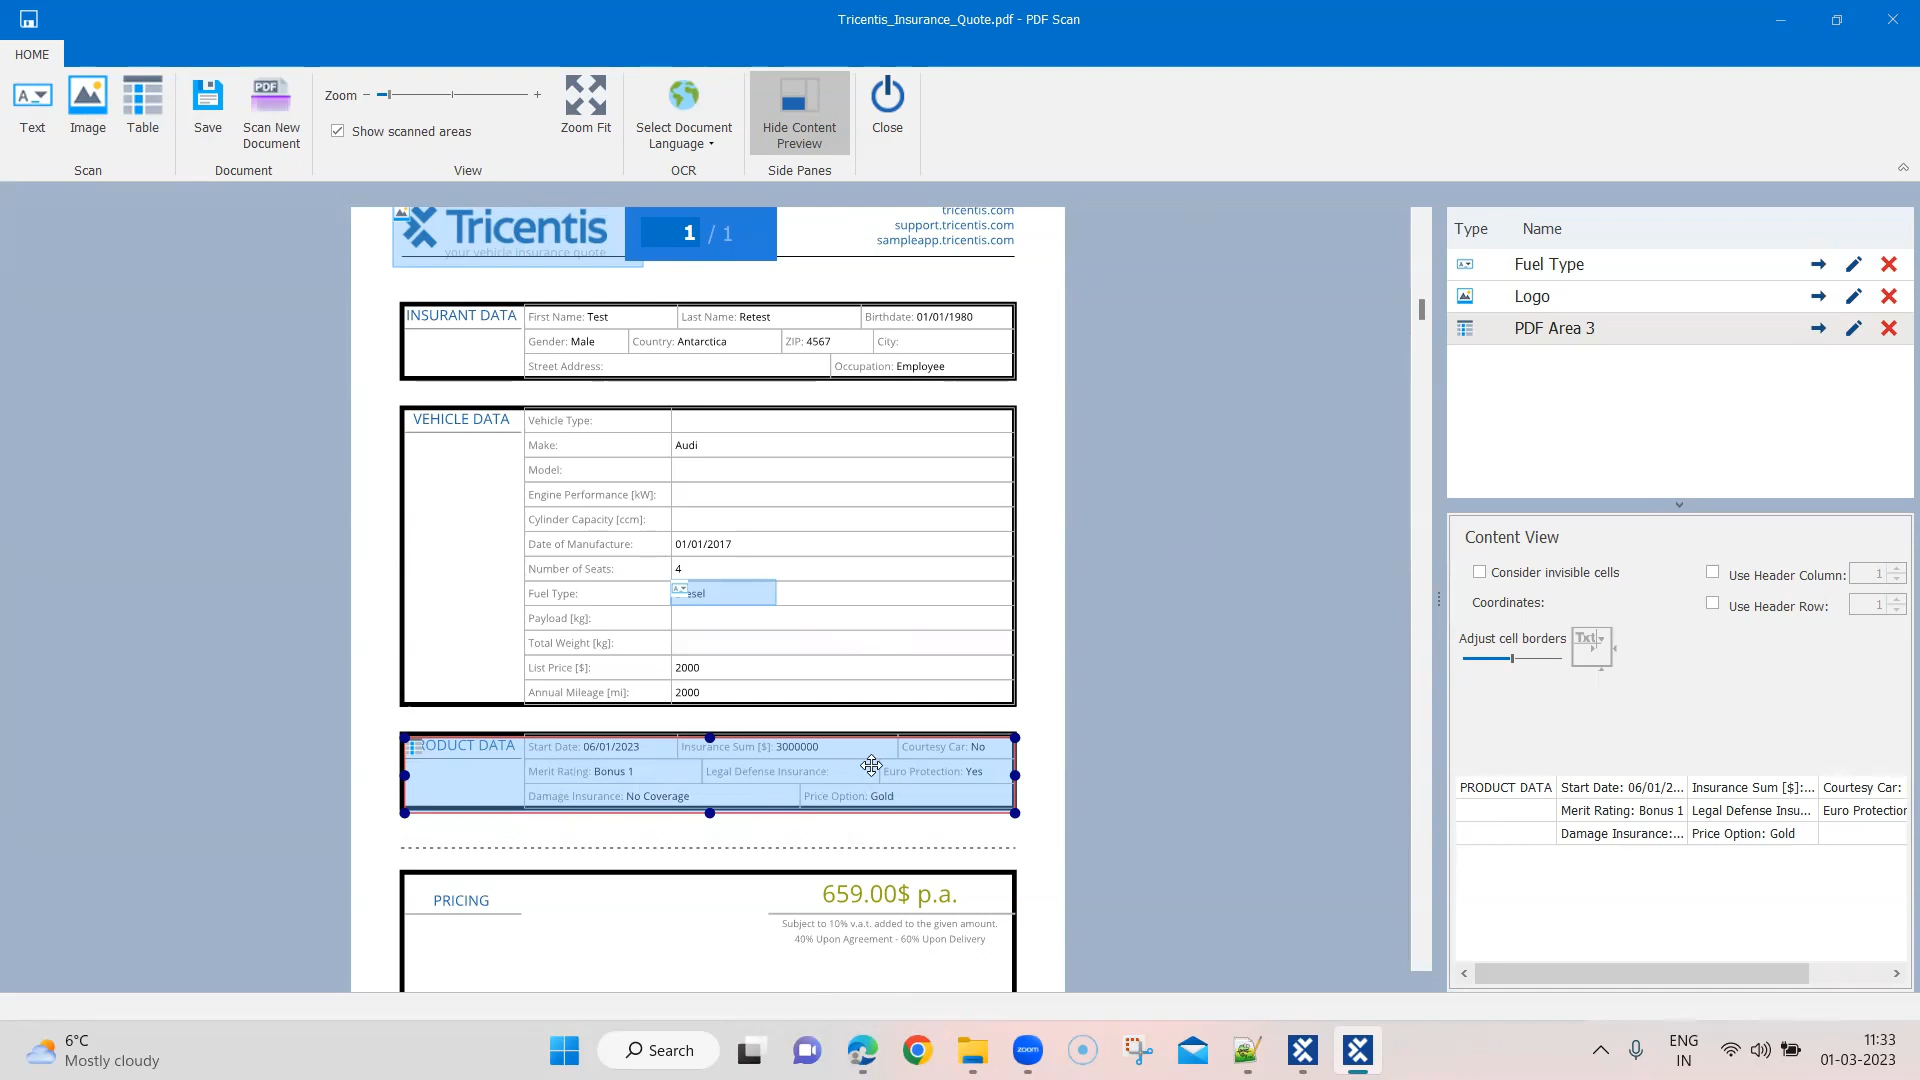 Tricentis_Insurance_Quote.pdf - PDF Scan
HOME
Text
Image
Table
Scan
Save
Scan New
Document
Document
Zoom
Show scanned areas
Zoom Fit
View
Select Document
Language
OCR
Hide Content
Preview
Side Panes
Close
Tricentis
your vehicle insurance quote
1 / 1
tricentis.com
support.tricentis.com
sampleapp.tricentis.com
INSURANT DATA First Name: Test Last Name: Retest Birthdate: 01/01/1980
Gender: Male Country: Antarctica ZIP: 4567 City:
Street Address: Occupation: Employee
VEHICLE DATA Vehicle Type:
Make: Audi
Model:
Engine Performance [kW]:
Cylinder Capacity [ccm]:
Date of Manufacture: 01/01/2017
Number of Seats: 4
Fuel Type: esel
Payload [kg]:
Total Weight [kg]:
List Price [$]: 2000
Annual Mileage [mi]: 2000
RODUCT DATA Start Date: 06/01/2023 Insurance Sum [$]: 3000000 Courtesy Car: No
Merit Rating: Bonus 1 Legal Defense Insurance: Euro Protection: Yes
Damage Insurance: No Coverage Price Option: Gold
PRICING
659.00$ p.a.
Subject to 10% v.a.t. added to the given amount.
40% Upon Agreement - 60% Upon Delivery
Type Name
Fuel Type
Logo
PDF Area 3
Content View
Consider invisible cells
Use Header Column: 1
Coordinates:
Use Header Row: 1
Adjust cell borders
Txt
PRODUCT DATA Start Date: 06/01/2... Insurance Sum [$]:... Courtesy Car:
Merit Rating: Bonus 1 Legal Defense Insu... Euro Protection
Damage Insurance:... Price Option: Gold
6°C
Mostly cloudy
Search
zoom
ENG
IN
11:33
01-03-2023